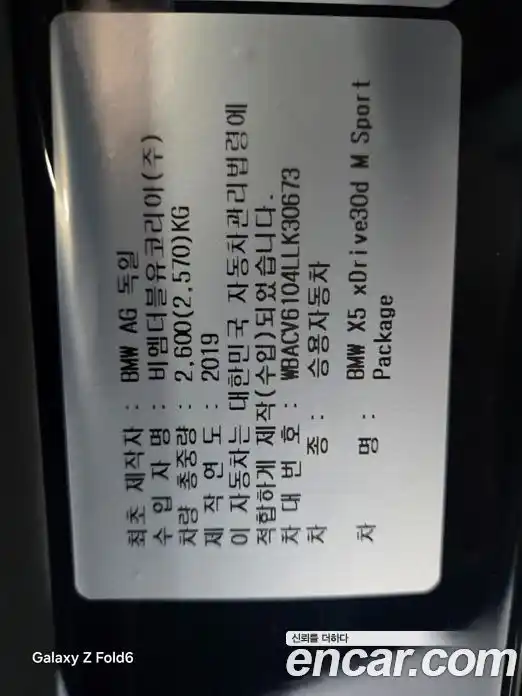 최초 제작자 : BMW AG 독일
수 입 자 명 : 비엠더블유코리아(주)
차량 총중량 : 2,600(2,570)KG
제 작 연 도 : 2019
이 자동차는 대한민국 자동차관리법령에
적합하게 제작(수입)되었습니다.
차 대 번 호 : WBACV6104LLK30673
차 종 : 승용자동차
차 명 : BMW X5 xDrive30d M Sport
Package
Galaxy Z Fold6
신뢰를 더하다
encar.com